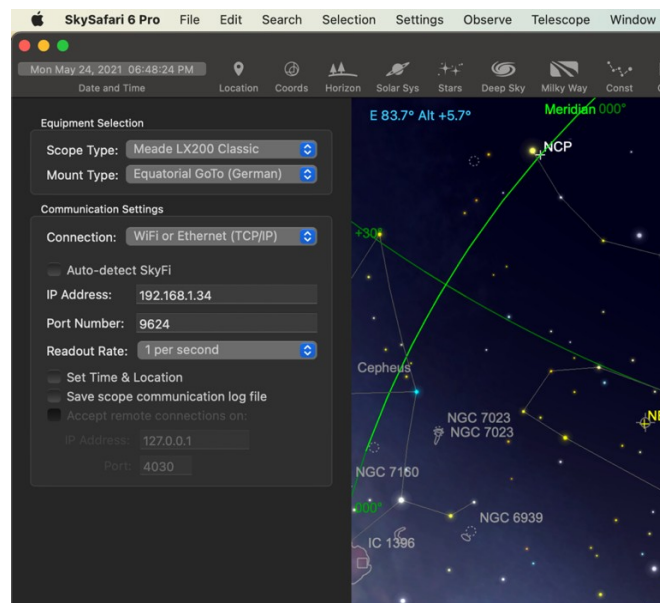 SkySafari 6 Pro File Edit Search Selection Settings Observe Telescope Window
Mon May 24, 2021 06:48:24 PM
Date and Time Location Coords Horizon Solar Sys Stars Deep Sky Milky Way Const
E 83.7° Alt +5.7°
Meridian 000°
NCP
Equipment Selection
Scope Type: Meade LX200 Classic
Mount Type: Equatorial GoTo (German)
Communication Settings
Connection: WiFi or Ethernet (TCP/IP)
Auto-detect SkyFi
IP Address: 192.168.1.34
Port Number: 9624
Readout Rate: 1 per second
Set Time & Location
Save scope communication log file
Accept remote connections on:
IP Address: 127.0.0.1
Port: 4030
+30°
Cepheus
NGC 7023
NGC 7023
NGC 7160
000°
NGC 6939
IC 1396